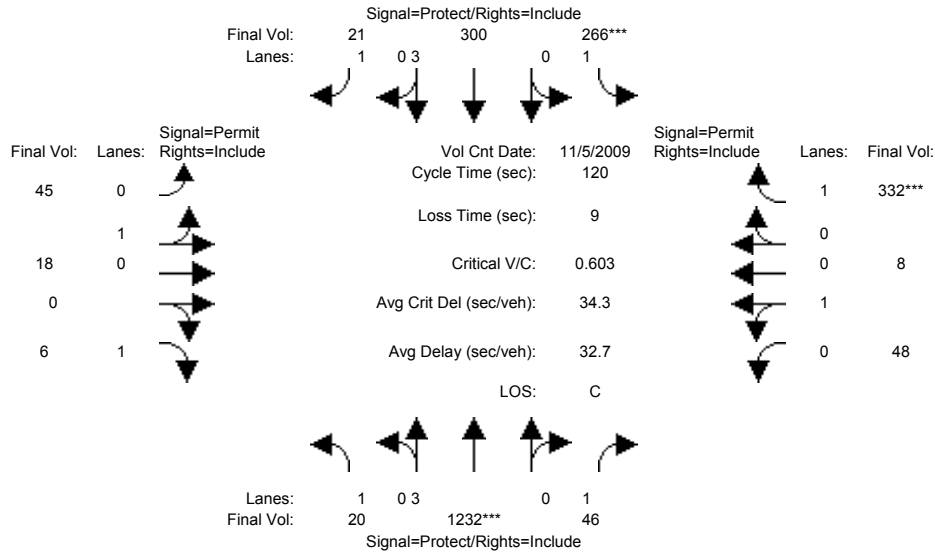 Signal=Protect/Rights=Include
Final Vol: 21 300 266***
Lanes: 1 0 3 0 1
Signal=Permit Signal=Permit
Final Vol: Lanes: Rights=Include Vol Cnt Date: 11/5/2009 Rights=Include Lanes: Final Vol:
Cycle Time (sec): 120
45 0 1 332***
Loss Time (sec): 9
1 0
18 0 Critical V/C: 0.603 0 8
0 Avg Crit Del (sec/veh): 34.3 1
6 1 Avg Delay (sec/veh): 32.7 0 48
LOS: C
Lanes: 1 0 3 0 1
Final Vol: 20 1232*** 46
Signal=Protect/Rights=Include